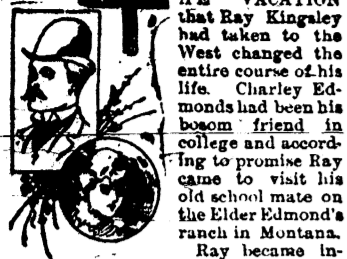 THE VACATION
that Ray Kingsley
had taken to the
West changed the
entire course of his
life. Charley Ed-
monds had been his
bosom friend in
college and accord-
ing to promise Ray
came to visit his
old school mate on
the Elder Edmond's
ranch in Montana.
Ray became in-